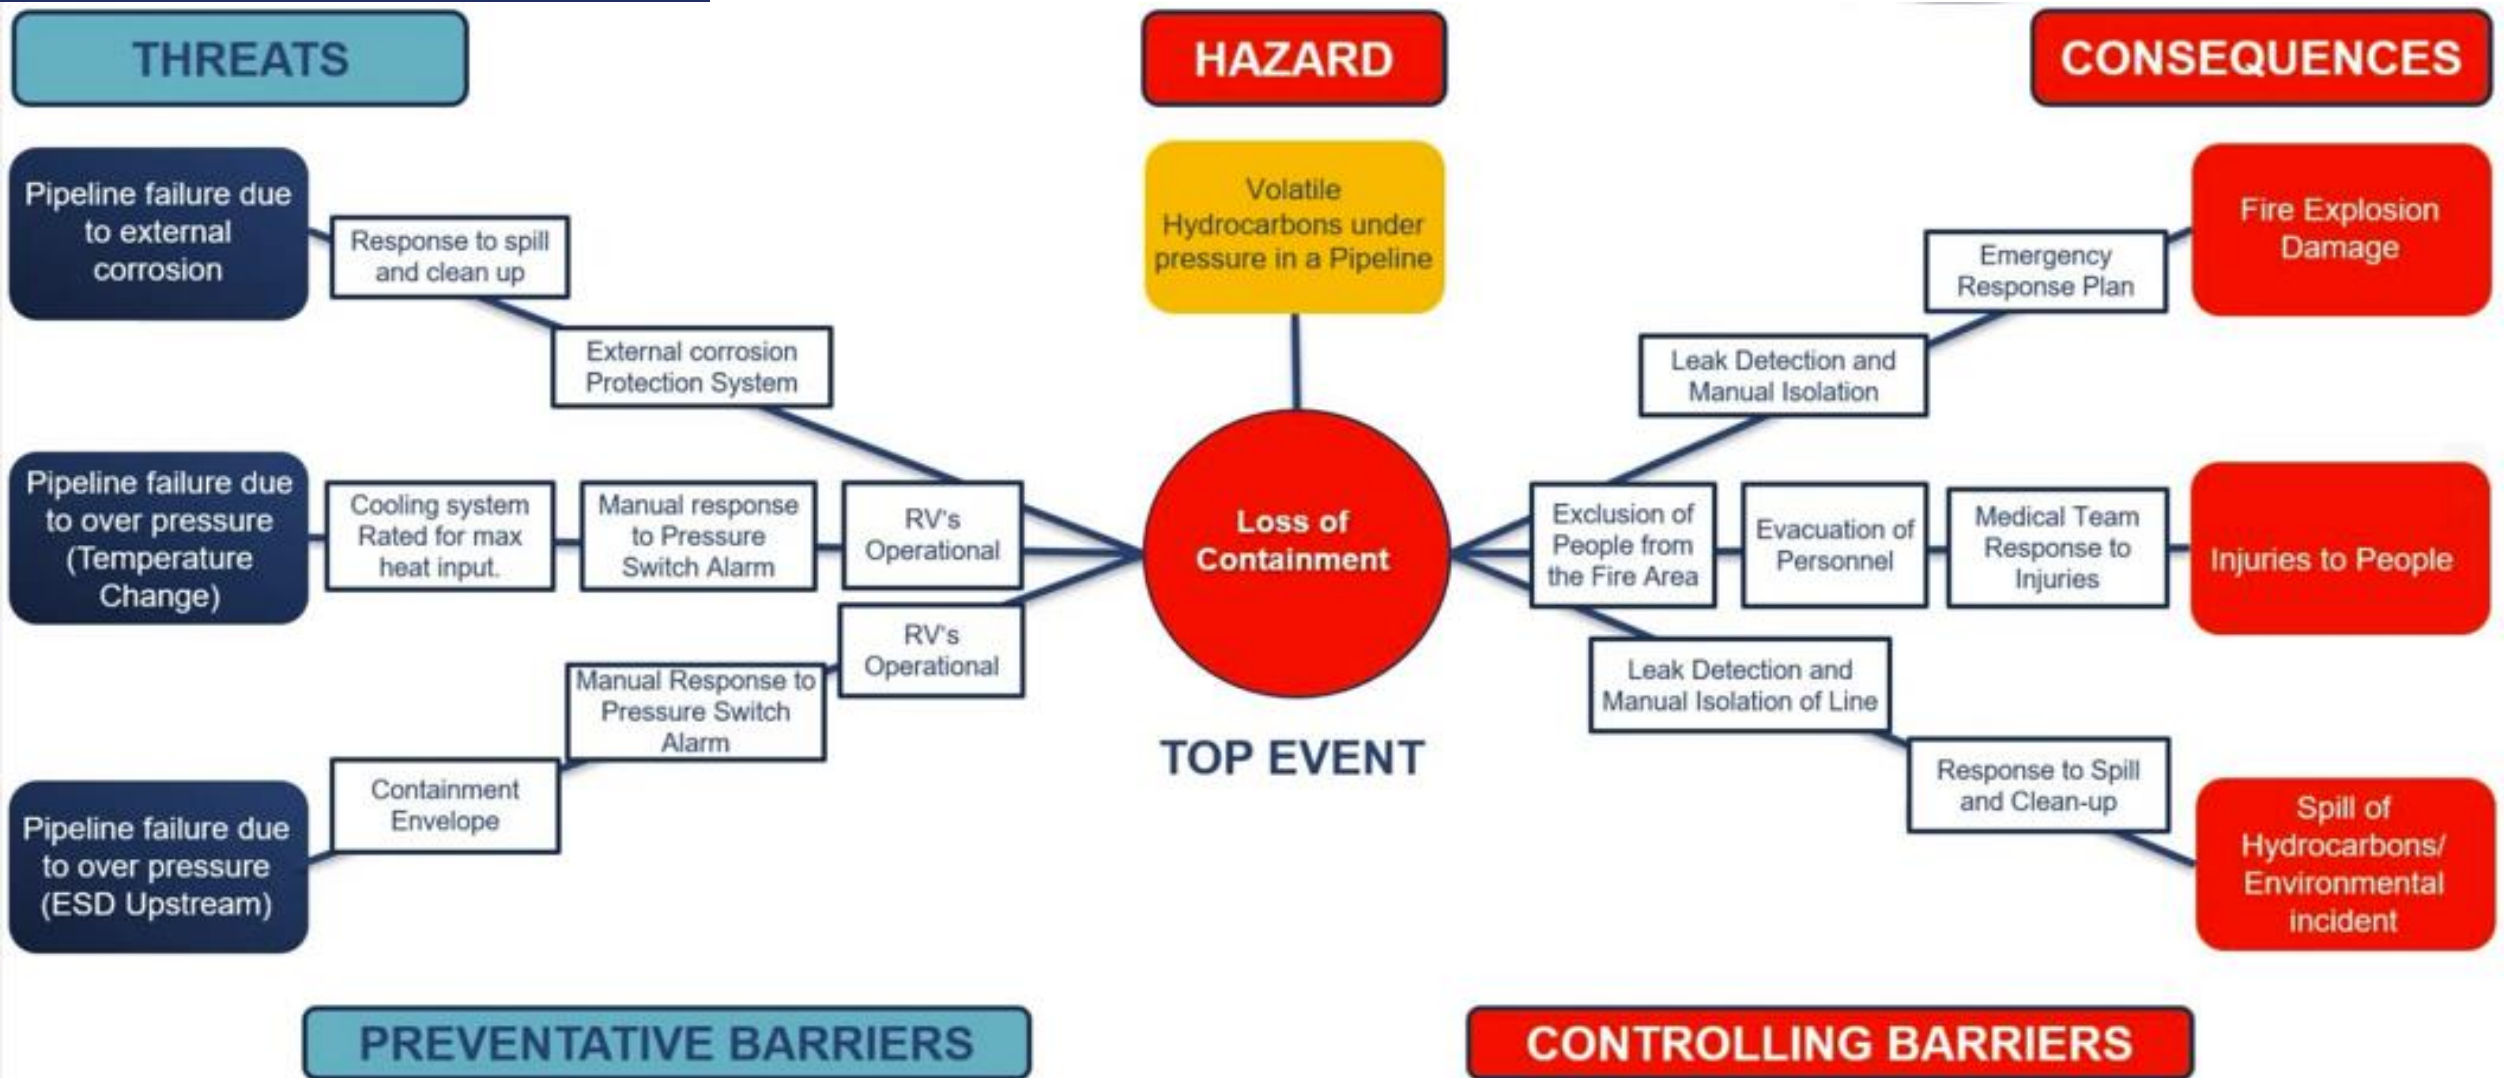 THREATS
HAZARD
CONSEQUENCES
Pipeline failure due
to external
corrosion
Response to spill
and clean up
External corrosion
Protection System
Volatile
Hydrocarbons under
pressure in a Pipeline
Emergency
Response Plan
Leak Detection and
Manual Isolation
Fire Explosion
Damage
Pipeline failure due
to over pressure
(Temperature
Change)
Cooling system
Rated for max
heat input.
Manual response
to Pressure
Switch Alarm
RV's
Operational
Loss of
Containment
Exclusion of
People from
the Fire Area
Evacuation of
Personnel
Medical Team
Response to
Injuries
Injuries to People
Pipeline failure due
to over pressure
(ESD Upstream)
Containment
Envelope
Manual Response to
Pressure Switch
Alarm
RV's
Operational
TOP EVENT
Leak Detection and
Manual Isolation of Line
Response to Spill
and Clean-up
Spill of
Hydrocarbons/
Environmental
incident
PREVENTATIVE BARRIERS
CONTROLLING BARRIERS